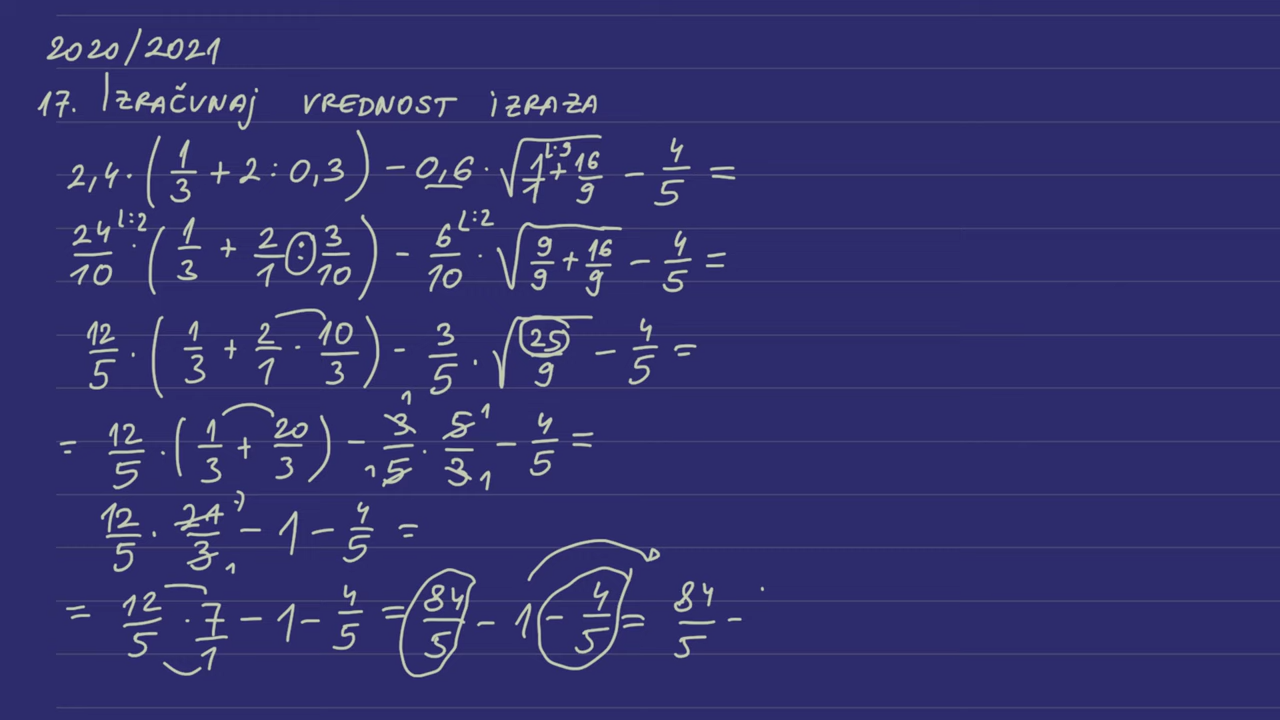 2020/2021
17. IZRAČUNAJ VREDNOST IZRAZA
2,4 · (1/3 + 2 : 0,3) - 0,6 · √(1/1 + 16/9) - 4/5 =
24/10 · (1/3 + 2/1 : 3/10) - 6/10 · √(9/9 + 16/9) - 4/5 =
12/5 · (1/3 + 2/1 · 10/3) - 3/5 · √(25/9) - 4/5 =
= 12/5 · (1/3 + 20/3) - 3/5 · 5/3 - 4/5 =
12/5 · 21/3 - 1 - 4/5 =
= 12/5 · 7/1 - 1 - 4/5 = 84/5 - 1 - 4/5 = 84/5 -